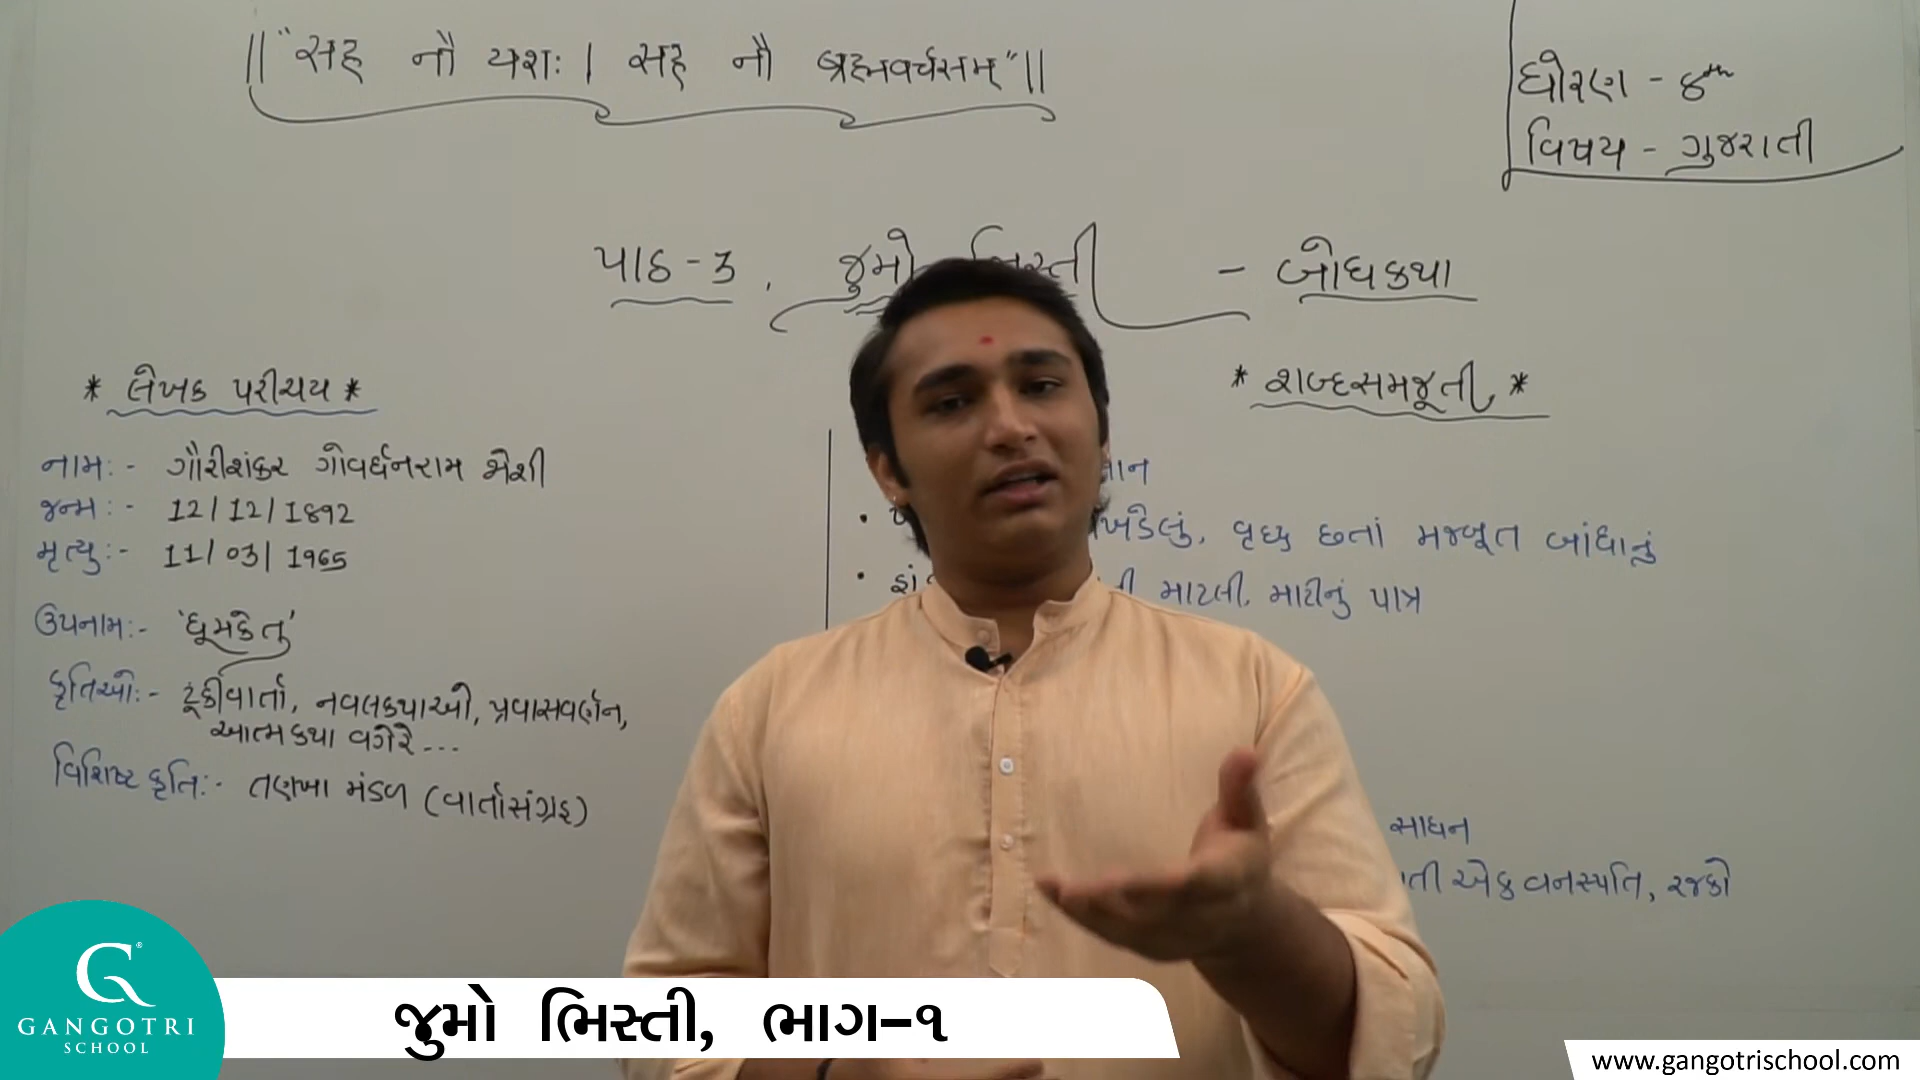 ||"સહ નૌ યશઃ | સહ નૌ બ્રહ્મવર્ચસમ્"||
ધોરણ - ૪th
વિષય - ગુજરાતી
પાઠ - 3, જુમો ભિસ્તી - બોધકથા
* લેખક પરીચય *
નામઃ- ગૌરીશંકર ગોવર્ધનરામ જોશી
જન્મઃ- 12/12/1892
મૃત્યુઃ- 11/03/1965
ઉપનામઃ- 'ધૂમકેતુ'
કૃતિઓઃ- ટૂંકીવાર્તા, નવલકથાઓ, પ્રવાસવર્ણન,
આત્મકથા વગેરે...
વિશિષ્ટ કૃતિઃ- તણખા મંડળ (વાર્તાસંગ્રહ)
* શબ્દસમજૂતી *
ખડેલું, વૃદ્ધ છતાં મજબૂત બાંધાનું
માટલી, માટીનું પાત્ર
સાધન
એક વનસ્પતિ, રજકો
GANGOTRI
SCHOOL
જુમો ભિસ્તી, ભાગ–૧
www.gangotrischool.com